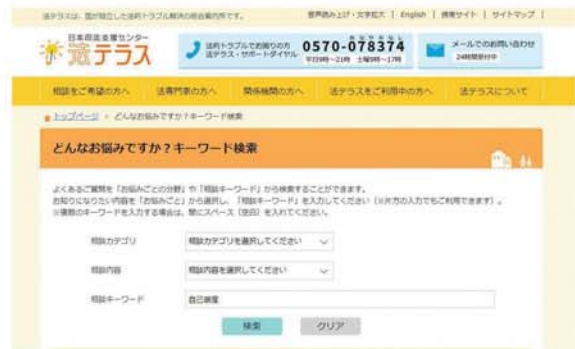 法テラスは、国が設立した法的トラブル解決の総合案内所です。
音声読み上げ・文字拡大 | English | 携帯サイト | サイトマップ |
日本司法支援センター
法テラス
法的トラブルでお困りの方
法テラス・サポートダイヤル
おなやみなし
0570-078374
平日9時~21時 土曜9時~17時
メールでのお問い合わせ
24時間受付中
相談をご希望の方へ 法専門家の方へ 関係機関の方へ 法テラスをご利用中の方へ 法テラスについて
トップページ > どんなお悩みですか?キーワード検索
どんなお悩みですか?キーワード検索
よくあるご質問を「お悩みごとの分野」や「相談キーワード」から検索することができます。
お知りになりたい内容を「お悩みごと」から選択し、「相談キーワード」を入力してください(※片方の入力でもご利用できます)。
※複数のキーワードを入力する場合は、間にスペース(空白)を入れてください。
相談カテゴリ 相談カテゴリを選択してください
相談内容 相談内容を選択してください
相談キーワード 自己破産
検索 クリア